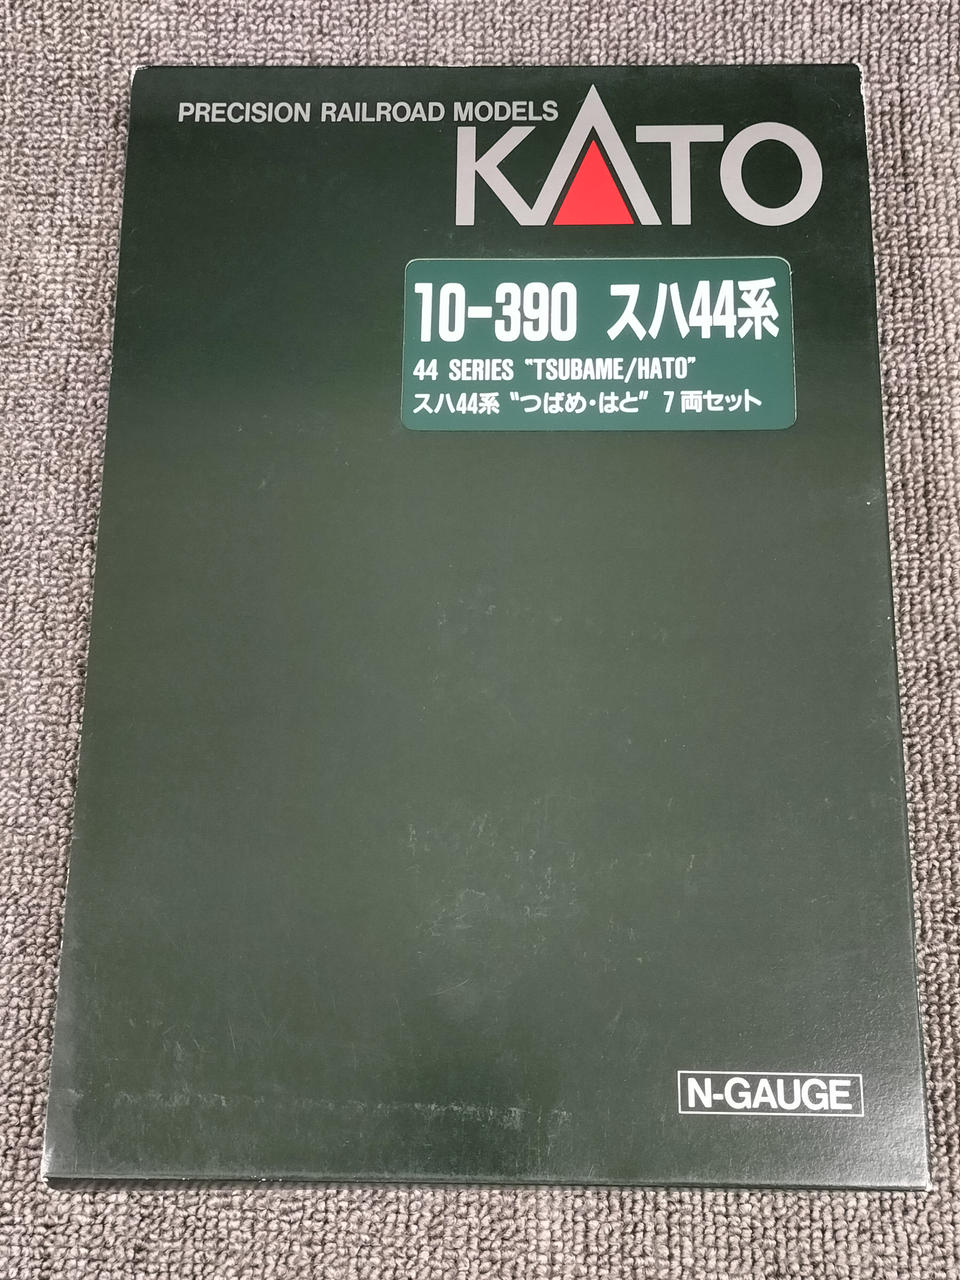 PRECISION RAILROAD MODELS
KATO
10-390 スハ44系
44 SERIES "TSUBAME/HATO"
スハ44系 "つばめ・はと" 7両セット
N-GAUGE